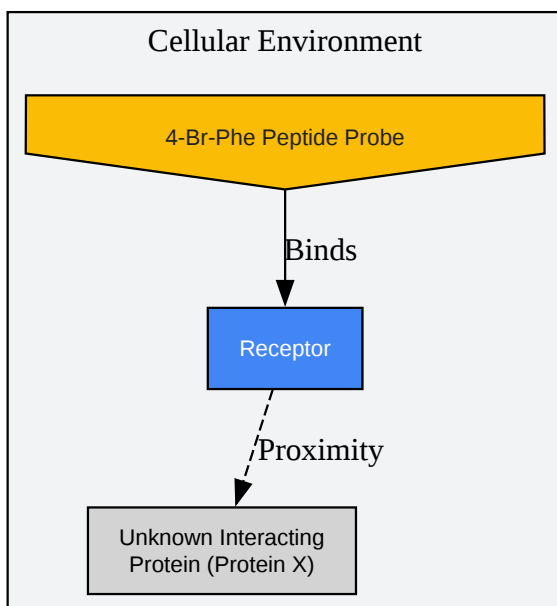 Cellular Environment
4-Br-Phe Peptide Probe
Binds
Receptor
Proximity
Unknown Interacting
Protein (Protein X)